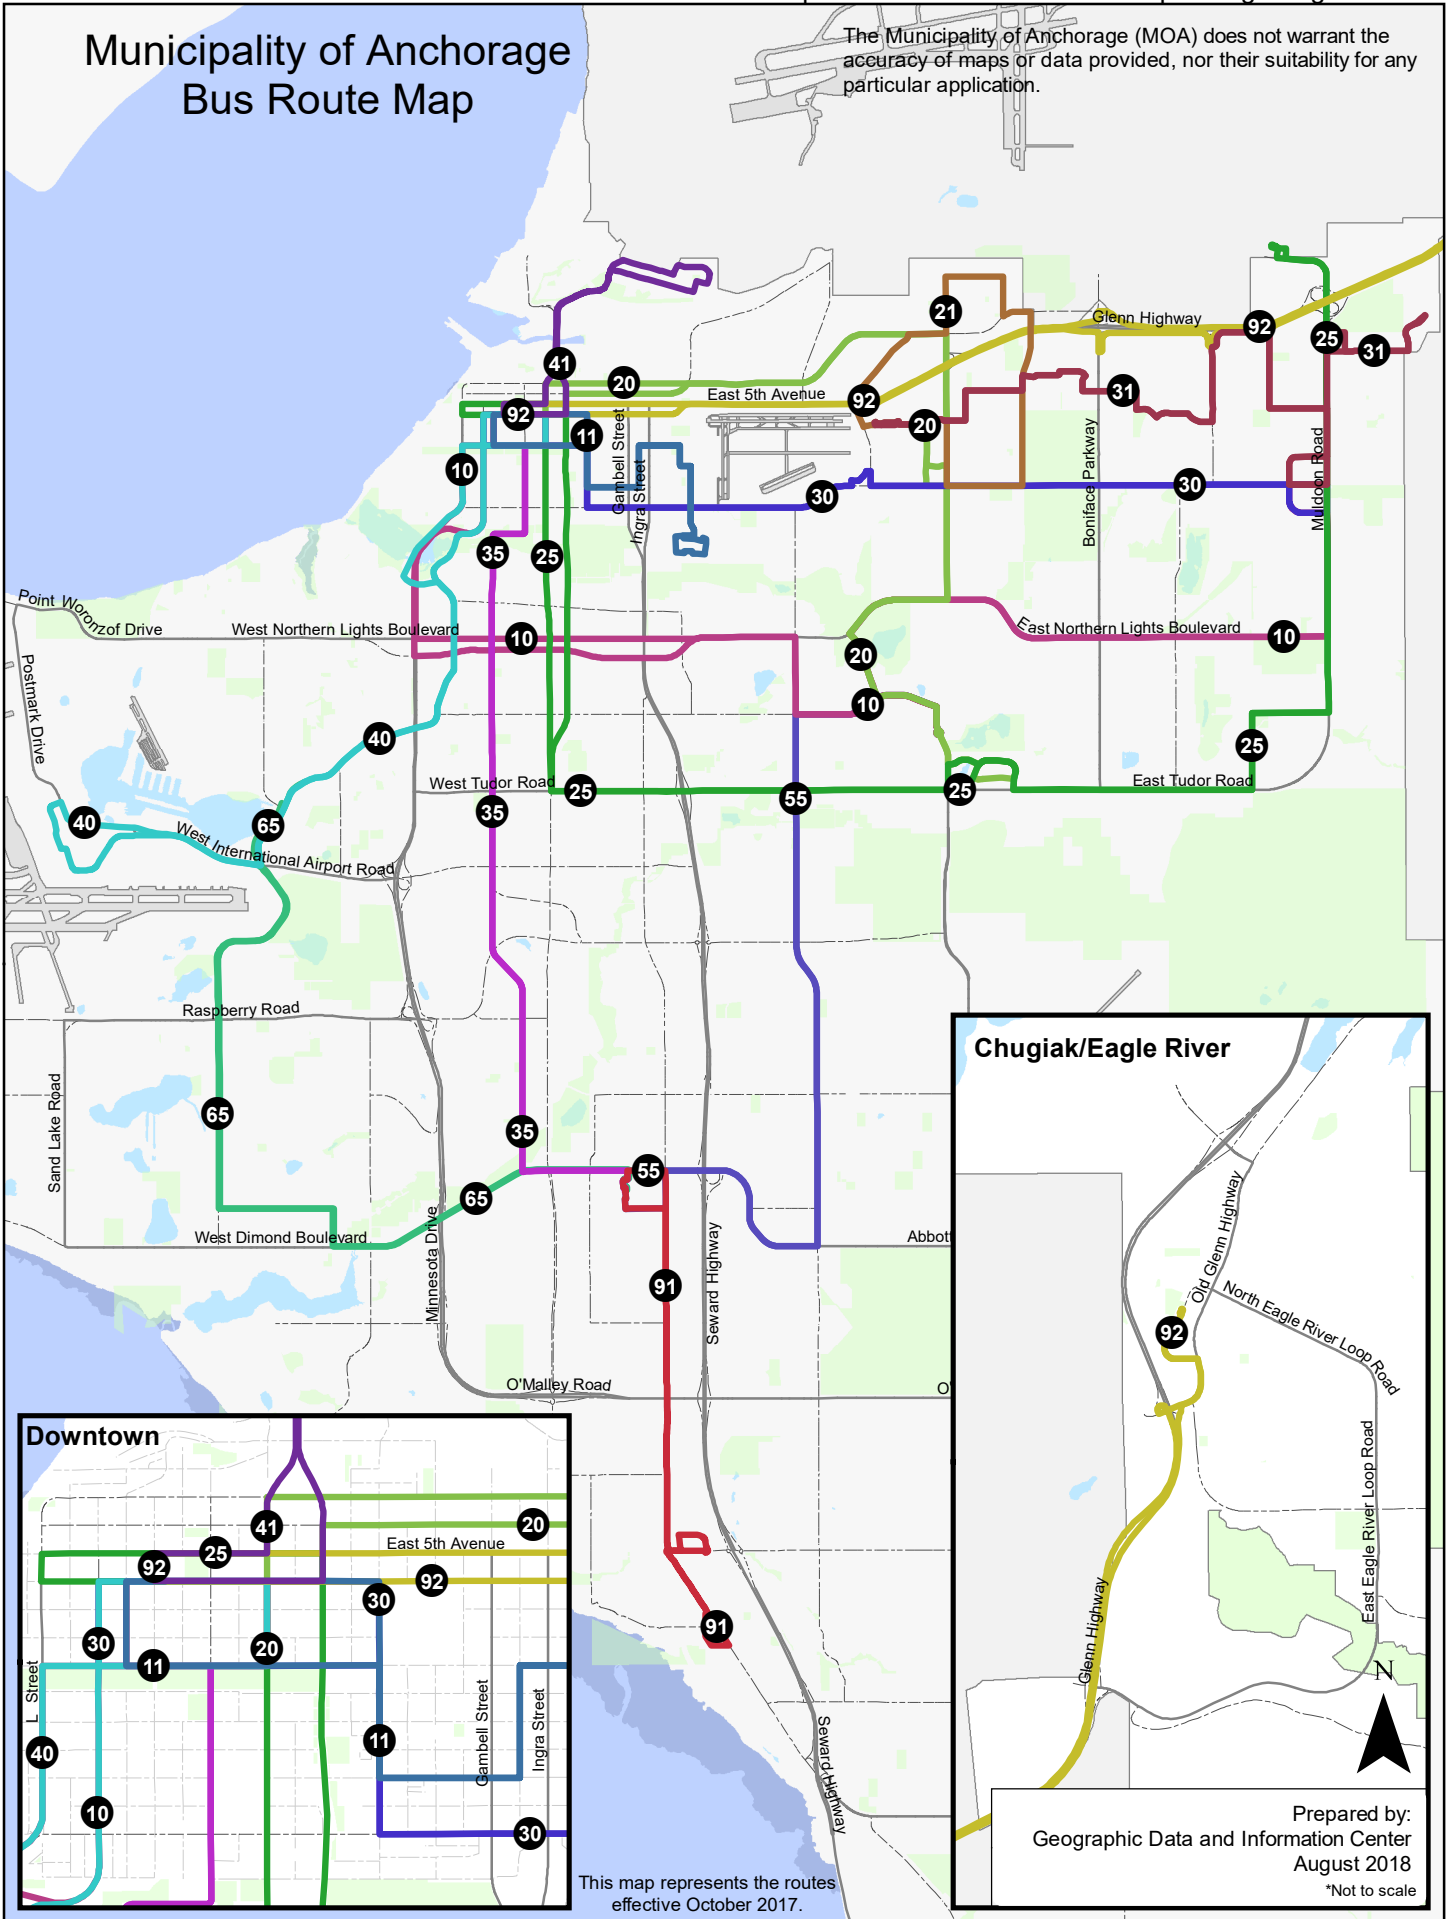 Municipality of Anchorage
Bus Route Map
The Municipality of Anchorage (MOA) does not warrant the
accuracy of maps or data provided, nor their suitability for any
particular application.
21
Glenn Highway
92
25
31
41
20
East 5th Avenue
92
31
92
11
20
10
Gambell Street
Ingra Street
Boniface Parkway
Muldoon Road
30
30
35
25
Point Woronzof Drive
West Northern Lights Boulevard
10
East Northern Lights Boulevard
10
20
Postmark Drive
10
40
25
West Tudor Road
25
55
25
East Tudor Road
40
65
35
West International Airport Road
Raspberry Road
Sand Lake Road
65
35
55
65
West Dimond Boulevard
Minnesota Drive
Seward Highway
Abbott
91
O'Malley Road
O'
91
Seward Highway
Chugiak/Eagle River
Old Glenn Highway
North Eagle River Loop Road
92
East Eagle River Loop Road
Glenn Highway
N
Downtown
41
20
25
East 5th Avenue
92
92
30
30
20
11
L Street
Gambell Street
Ingra Street
11
40
10
30
This map represents the routes
effective October 2017.
Prepared by:
Geographic Data and Information Center
August 2018
*Not to scale